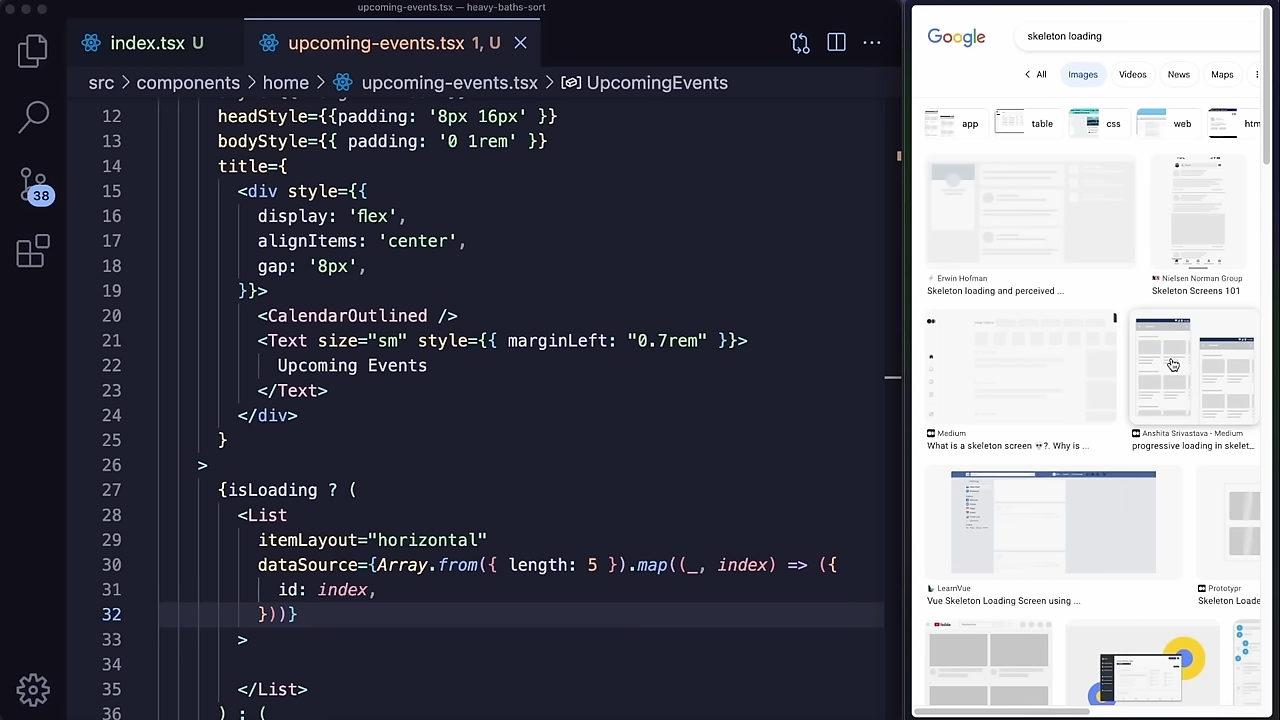 upcoming-events.tsx — heavy-baths-sort
index.tsx U
upcoming-events.tsx 1, U
src > components > home > upcoming-events.tsx > UpcomingEvents
38
12 headStyle={{padding: '8px 16px' }}
13 bodyStyle={{ padding: '0 1rem' }}
14 title={
15 <div style={{
16 display: 'flex',
17 alignItems: 'center',
18 gap: '8px',
19 }}>
20 <CalendarOutlined />
21 <Text size="sm" style={{ marginLeft: "0.7rem" }}>
22 Upcoming Events
23 </Text>
24 </div>
25 }
26 >
27 {isLoading ? (
28 <List
29 itemLayout="horizontal"
30 dataSource={Array.from({ length: 5 }).map((_, index) => ({
31 id: index,
32 }))}
33 >
34
35 </List>
36 ) : (
Google
skeleton loading
All Images Videos News Maps
app table css web htm
Erwin Hofman
Skeleton loading and perceived ...
Nielsen Norman Group
Skeleton Screens 101
Medium
What is a skeleton screen 💀?. Why is ...
Anshita Srivastava - Medium
progressive loading in skelet...
LearnVue
Vue Skeleton Loading Screen using ...
Prototypr
Skeleton Loade